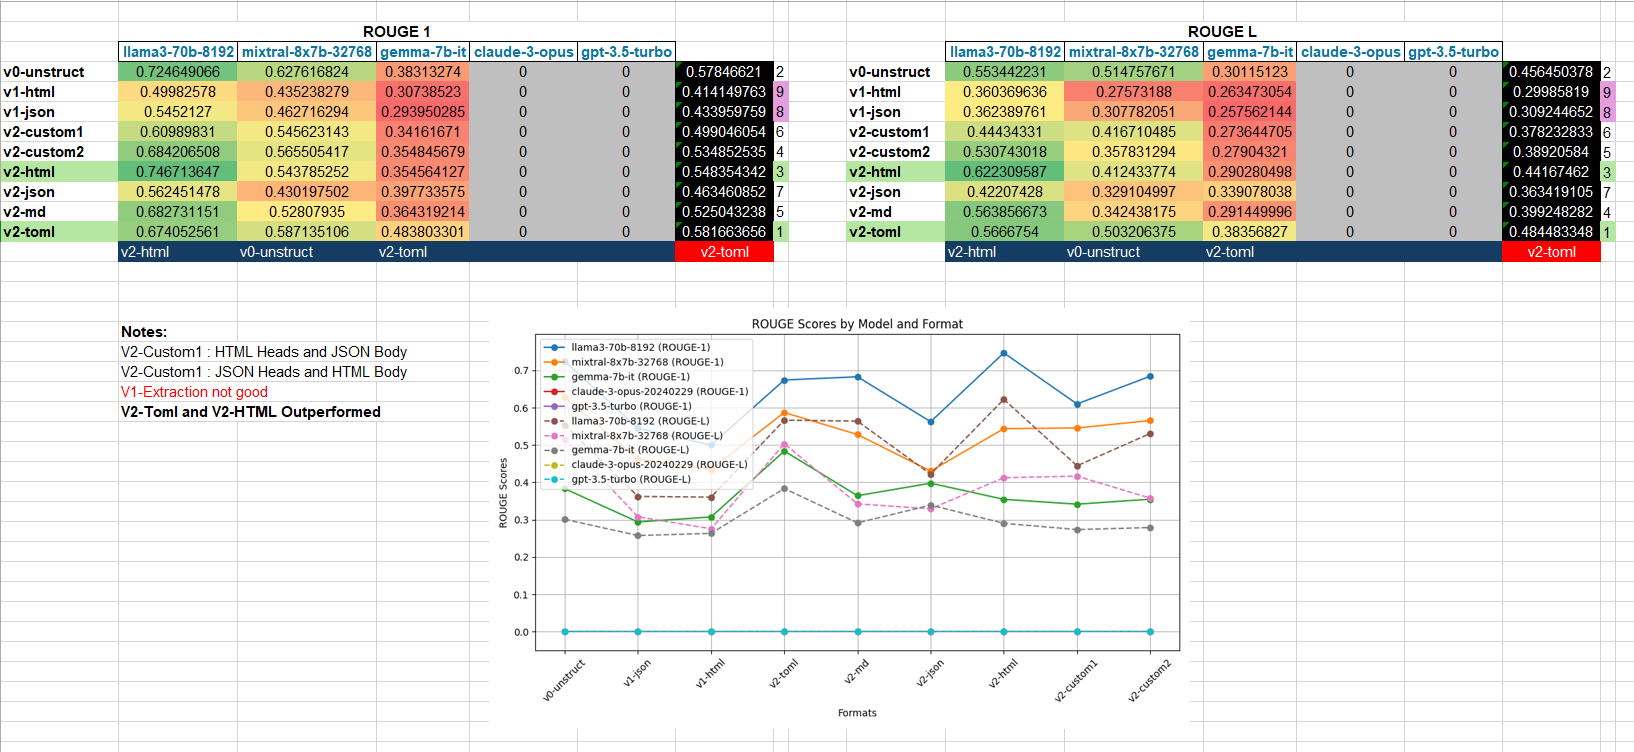 ROUGE 1
llama3-70b-8192 mixtral-8x7b-32768 gemma-7b-it claude-3-opus gpt-3.5-turbo
v0-unstruct 0.724649066 0.627616824 0.38313274 0 0 0.57846621 2
v1-html 0.49982578 0.435238279 0.30738523 0 0 0.414149763 9
v1-json 0.5452127 0.462716294 0.293950285 0 0 0.433959759 8
v2-custom1 0.60989831 0.545623143 0.34161671 0 0 0.499046054 6
v2-custom2 0.684206508 0.565505417 0.354845679 0 0 0.534852535 4
v2-html 0.746713647 0.543785252 0.354564127 0 0 0.548354342 3
v2-json 0.562451478 0.430197502 0.397733575 0 0 0.463460852 7
v2-md 0.682731151 0.52807935 0.364319214 0 0 0.525043238 5
v2-toml 0.674052561 0.587135106 0.483803301 0 0 0.581663656 1
v2-html v0-unstruct v2-toml v2-toml
ROUGE L
llama3-70b-8192 mixtral-8x7b-32768 gemma-7b-it claude-3-opus gpt-3.5-turbo
v0-unstruct 0.553442231 0.514757671 0.30115123 0 0 0.456450378 2
v1-html 0.360369636 0.27573188 0.263473054 0 0 0.29985819 9
v1-json 0.362389761 0.307782051 0.257562144 0 0 0.309244652 8
v2-custom1 0.44434331 0.416710485 0.273644705 0 0 0.378232833 6
v2-custom2 0.530743018 0.357831294 0.27904321 0 0 0.38920584 5
v2-html 0.622309587 0.412433774 0.290280498 0 0 0.44167462 3
v2-json 0.42207428 0.329104997 0.339078038 0 0 0.363419105 7
v2-md 0.563856673 0.342438175 0.291449996 0 0 0.399248282 4
v2-toml 0.5666754 0.503206375 0.38356827 0 0 0.484483348 1
v2-html v0-unstruct v2-toml v2-toml
Notes:
V2-Custom1 : HTML Heads and JSON Body
V2-Custom1 : JSON Heads and HTML Body
V1-Extraction not good
V2-Toml and V2-HTML Outperformed
ROUGE Scores by Model and Format
llama3-70b-8192 (ROUGE-1)
mixtral-8x7b-32768 (ROUGE-1)
gemma-7b-it (ROUGE-1)
claude-3-opus-20240229 (ROUGE-1)
gpt-3.5-turbo (ROUGE-1)
llama3-70b-8192 (ROUGE-L)
mixtral-8x7b-32768 (ROUGE-L)
gemma-7b-it (ROUGE-L)
claude-3-opus-20240229 (ROUGE-L)
gpt-3.5-turbo (ROUGE-L)
ROUGE Scores
0.7
0.6
0.5
0.4
0.3
0.2
0.1
0.0
v0-unstruct v1-json v1-html v2-toml v2-md v2-json v2-html v2-custom1 v2-custom2
Formats